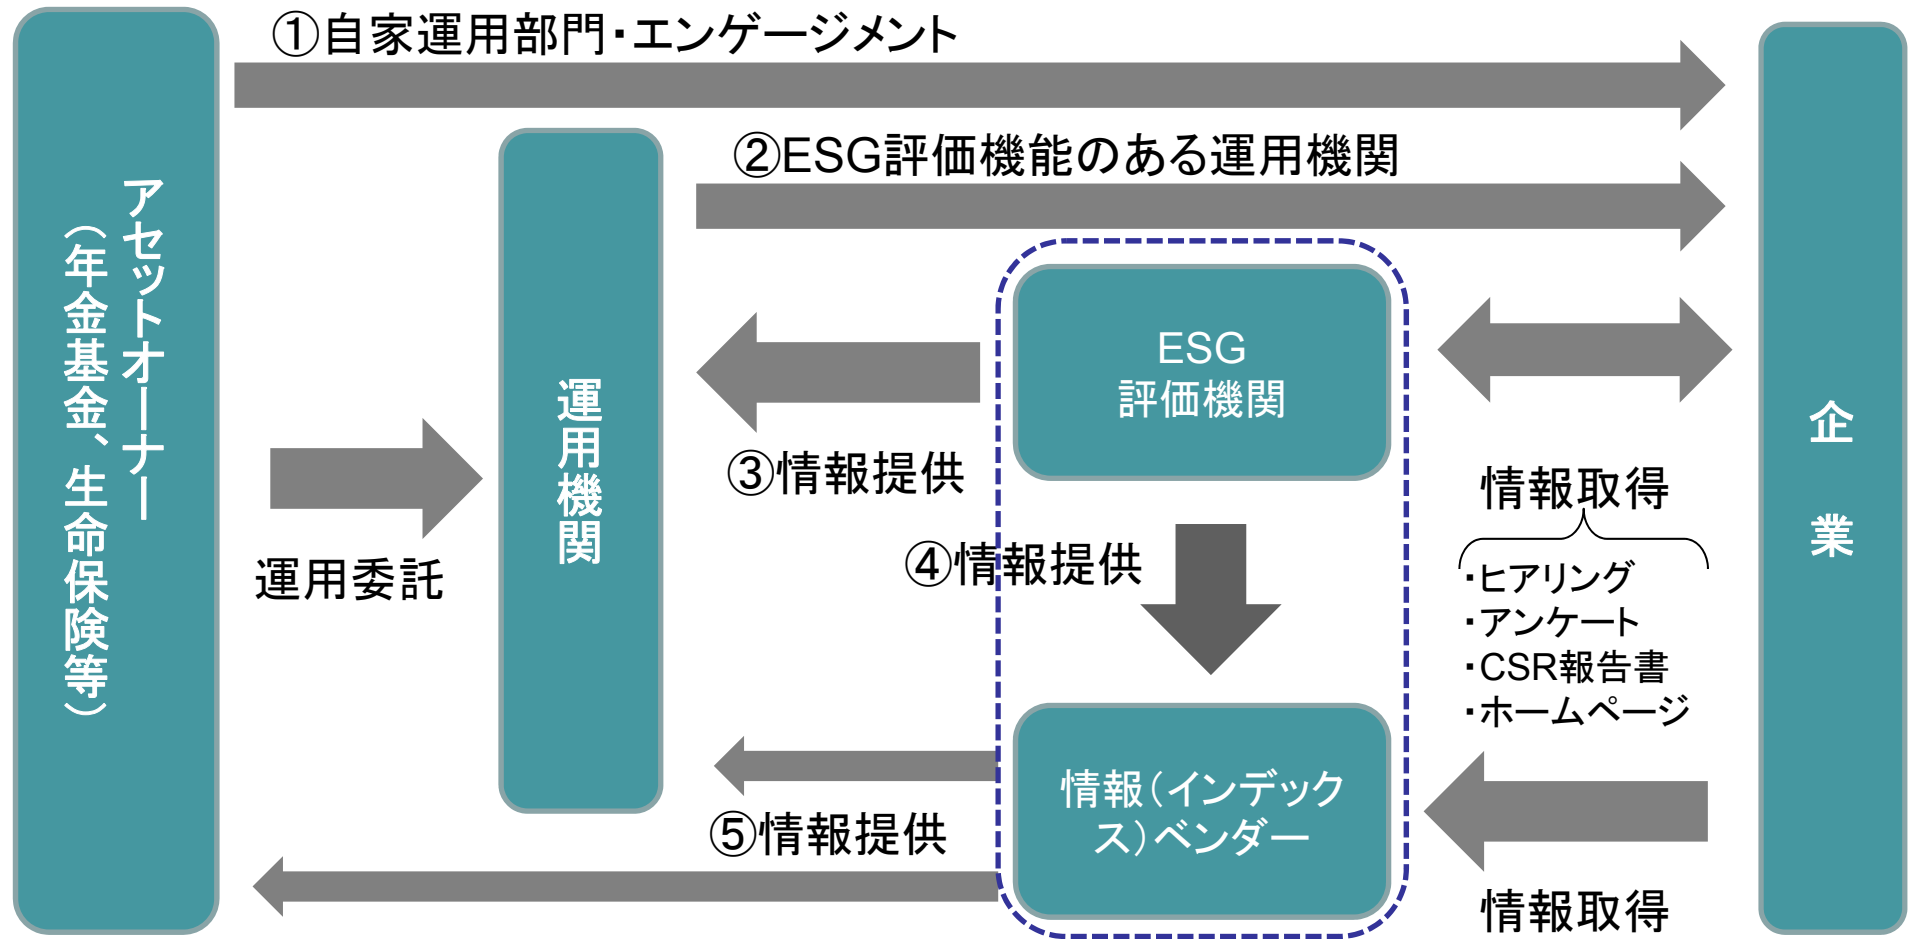 ①自家運用部門・エンゲージメント
②ESG評価機能のある運用機関
アセットオーナー
（年金基金、生命保険等）
運用機関
運用委託
ESG
評価機関
③情報提供
④情報提供
情報（インデック
ス）ベンダー
⑤情報提供
情報取得
・ヒアリング
・アンケート
・CSR報告書
・ホームページ
情報取得
企業